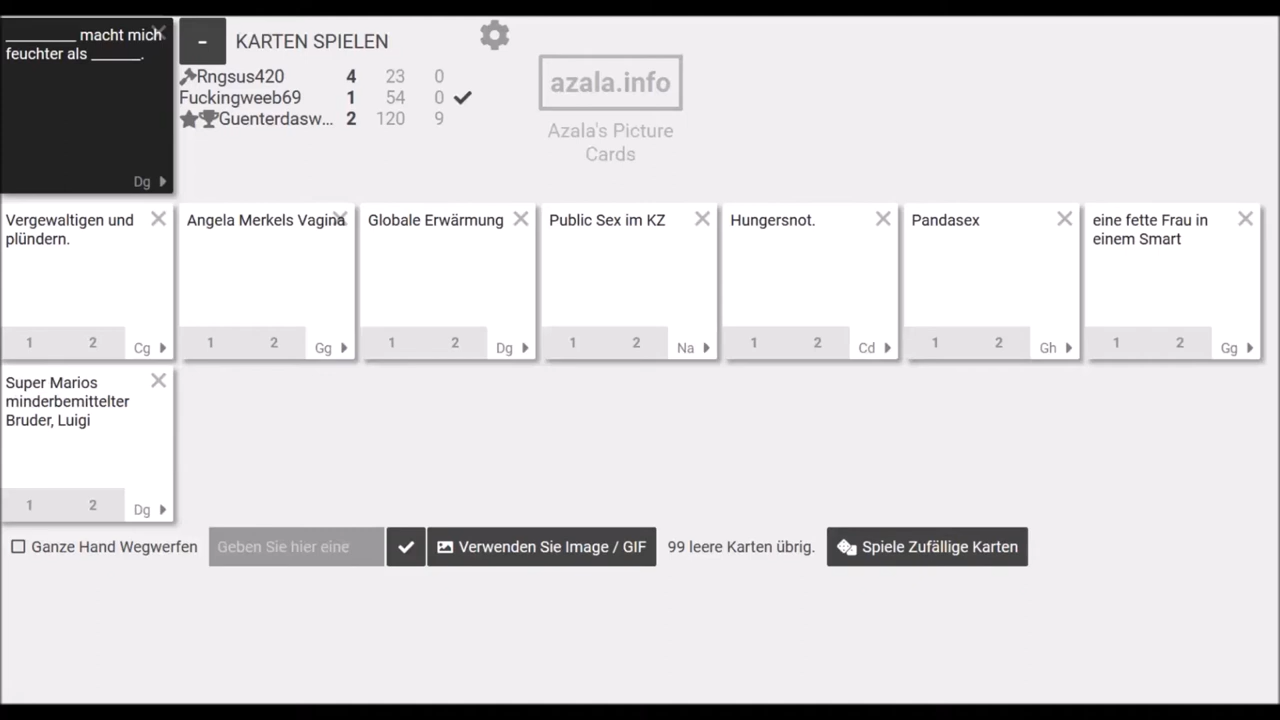 _________ macht mich
feuchter als ______.
Dg
-
KARTEN SPIELEN
Rngsus420 4 23 0
Fuckingweeb69 1 54 0
Guenterdasw... 2 120 9
azala.info
Azala's Picture
Cards
Vergewaltigen und
plündern.
1 2 Cg
Angela Merkels Vagina
1 2 Gg
Globale Erwärmung
1 2 Dg
Public Sex im KZ
1 2 Na
Hungersnot.
1 2 Cd
Pandasex
1 2 Gh
eine fette Frau in
einem Smart
1 2 Gg
Super Marios
minderbemittelter
Bruder, Luigi
1 2 Dg
Ganze Hand Wegwerfen
Geben Sie hier eine
Verwenden Sie Image / GIF
99 leere Karten übrig.
Spiele Zufällige Karten